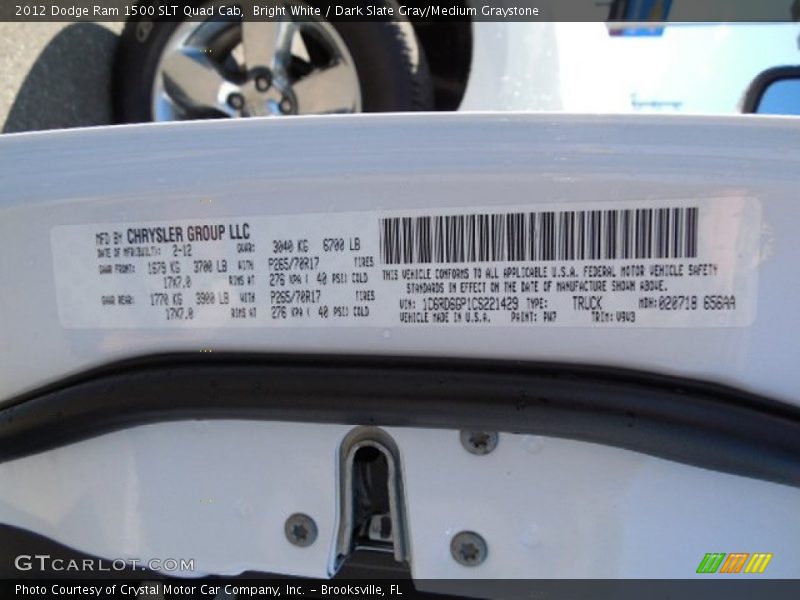 2012 Dodge Ram 1500 SLT Quad Cab, Bright White / Dark Slate Gray/Medium Graystone
MFD BY CHRYSLER GROUP LLC
DATE OF MFR/BUILT: 2-12 GVWR: 3040 KG 6700 LB
GAWR FRONT: 1679 KG 3700 LB WITH P265/70R17 TIRES
17X7.0 RIMS AT 276 KPA ( 40 PSI) COLD
GAWR REAR: 1770 KG 3900 LB WITH P265/70R17 TIRES
17X7.0 RIMS AT 276 KPA ( 40 PSI) COLD
THIS VEHICLE CONFORMS TO ALL APPLICABLE U.S.A. FEDERAL MOTOR VEHICLE SAFETY
STANDARDS IN EFFECT ON THE DATE OF MANUFACTURE SHOWN ABOVE.
VIN: 1C6RD6GP1CS221429 TYPE: TRUCK MDH: 020718 656AA
VEHICLE MADE IN U.S.A. PAINT: PW7 TRIM: V9V3
GTCARLOT.COM
Photo Courtesy of Crystal Motor Car Company, Inc. – Brooksville, FL